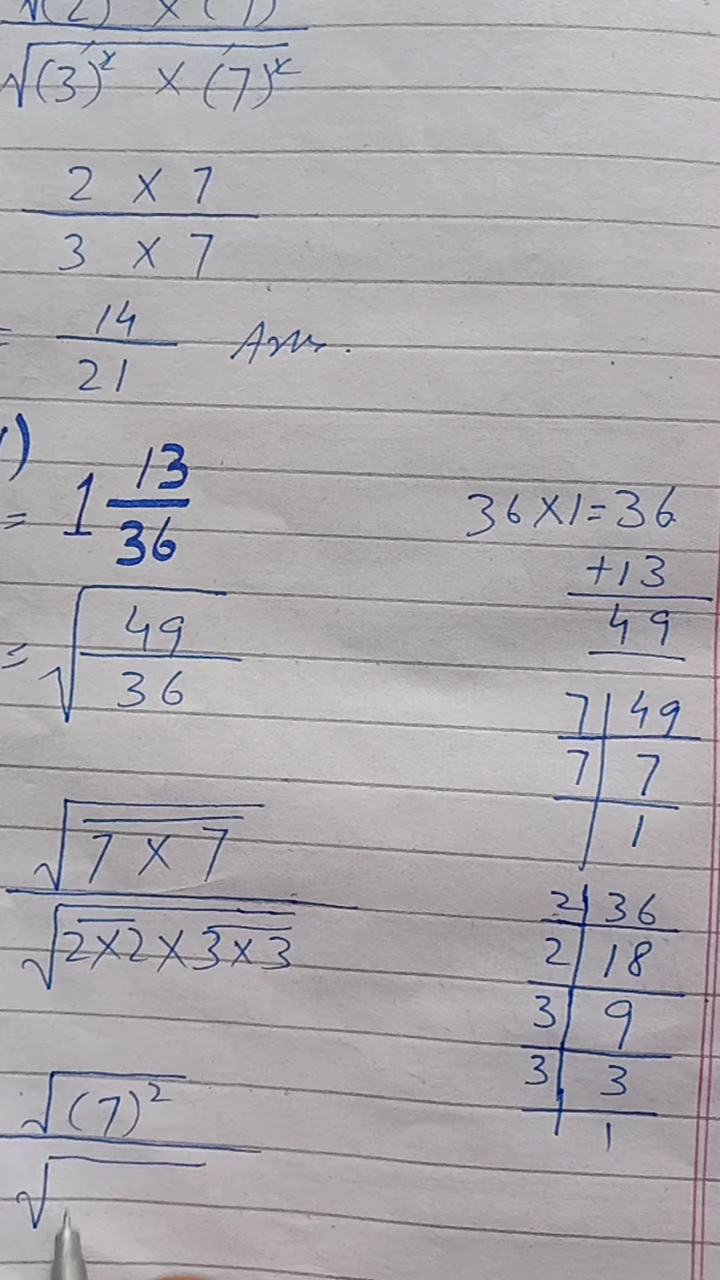 √(2) × (7)
√(3)² × (7)²
2 × 7
3 × 7
= 14
21 Ans.
)
= 1 13
36
36×1=36
+13
49
= √49
36
7 49
7 7
1
√7 × 7
√2×2×3×3
2 36
2 18
3 9
3 3
1
√(7)²
√